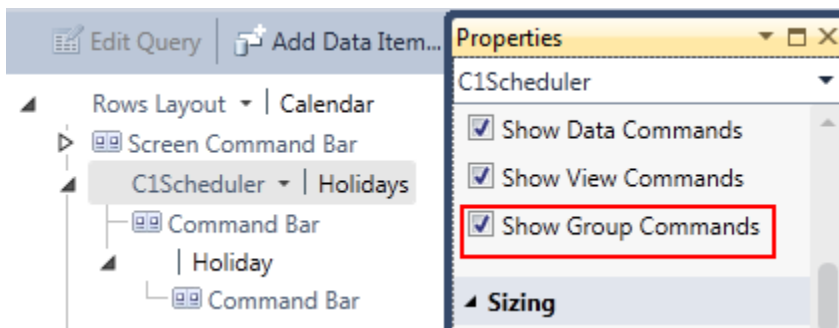 Edit Query | Add Data Item...
Rows Layout | Calendar
Screen Command Bar
C1Scheduler | Holidays
Command Bar
| Holiday
Command Bar
Properties
C1Scheduler
Show Data Commands
Show View Commands
Show Group Commands
Sizing